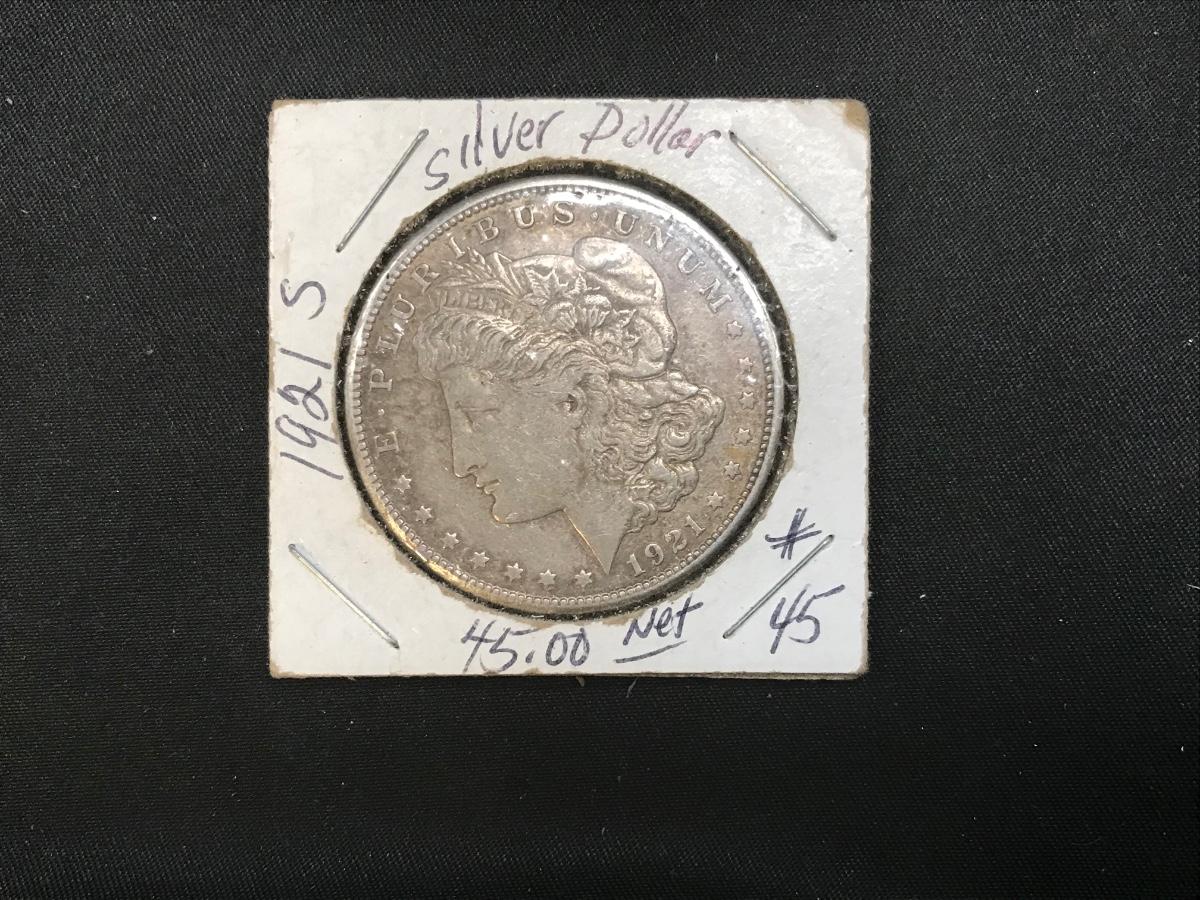 silver Dollar
1921 S
E · PLURIBUS · UNUM
LIBERTY
1921
45.00 Net
#
45